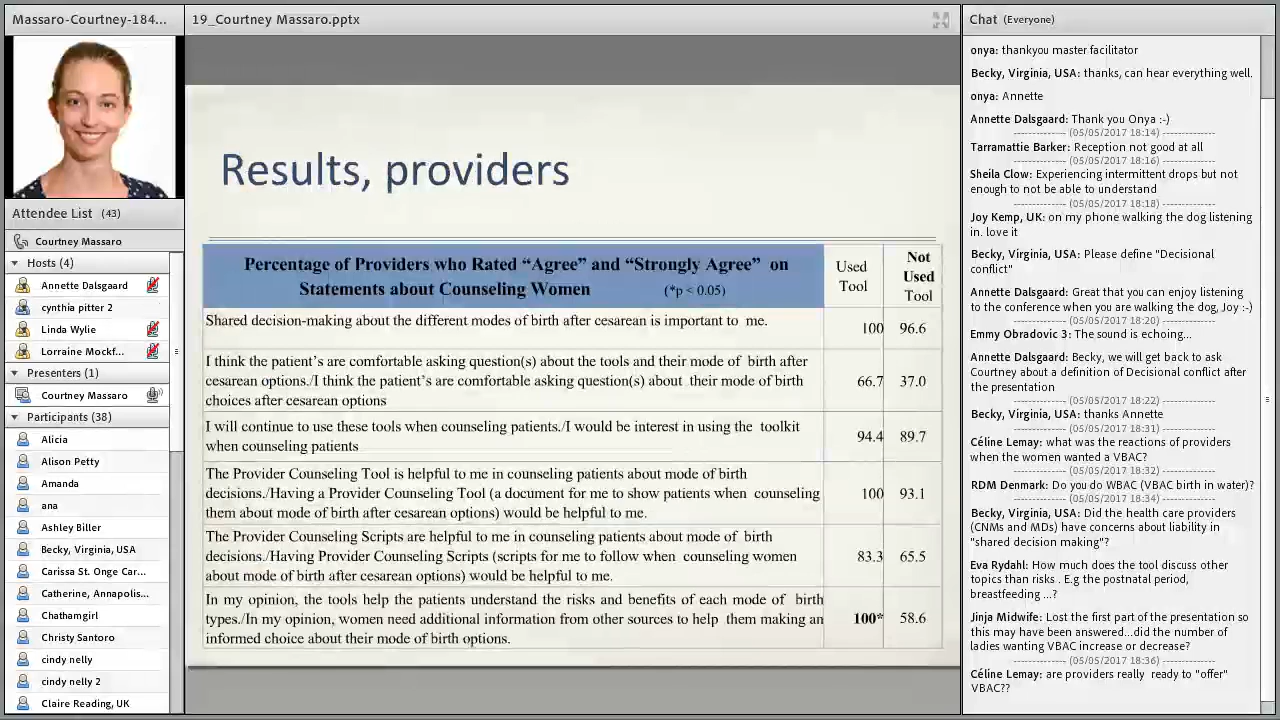 Massaro-Courtney-184...
19_Courtney Massaro.pptx
Chat (Everyone)
Attendee List (43)
Courtney Massaro
Hosts (4)
Annette Dalsgaard
cynthia pitter 2
Linda Wylie
Lorraine Mockf...
Presenters (1)
Courtney Massaro
Participants (38)
Alicia
Alison Petty
Amanda
ana
Ashley Biller
Becky, Virginia, USA
Carissa St. Onge Car...
Catherine, Annapolis...
Chathamgirl
Christy Santoro
cindy nelly
cindy nelly 2
Claire Reading, UK
Results, providers
Percentage of Providers who Rated “Agree” and “Strongly Agree” on
Statements about Counseling Women (*p < 0.05)
Used
Tool
Not
Used
Tool
Shared decision-making about the different modes of birth after cesarean is important to me.
100 96.6
I think the patient’s are comfortable asking question(s) about the tools and their mode of birth after
cesarean options./I think the patient’s are comfortable asking question(s) about their mode of birth
choices after cesarean options
66.7 37.0
I will continue to use these tools when counseling patients./I would be interest in using the toolkit
when counseling patients
94.4 89.7
The Provider Counseling Tool is helpful to me in counseling patients about mode of birth
decisions./Having a Provider Counseling Tool (a document for me to show patients when counseling
them about mode of birth after cesarean options) would be helpful to me.
100 93.1
The Provider Counseling Scripts are helpful to me in counseling patients about mode of birth
decisions./Having Provider Counseling Scripts (scripts for me to follow when counseling women
about mode of birth after cesarean options) would be helpful to me.
83.3 65.5
In my opinion, the tools help the patients understand the risks and benefits of each mode of birth
types./In my opinion, women need additional information from other sources to help them making an
informed choice about their mode of birth options.
100* 58.6
onya: thankyou master facilitator
Becky, Virginia, USA: thanks, can hear everything well.
onya: Annette
Annette Dalsgaard: Thank you Onya :-)
------------- (05/05/2017 18:14) -------------
Tarramattie Barker: Reception not good at all
------------- (05/05/2017 18:16) -------------
Sheila Clow: Experiencing intermittent drops but not
enough to not be able to understand
------------- (05/05/2017 18:18) -------------
Joy Kemp, UK: on my phone walking the dog listening
in. love it
Becky, Virginia, USA: Please define "Decisional
conflict"
Annette Dalsgaard: Great that you can enjoy listening
to the conference when you are walking the dog, Joy :-)
------------- (05/05/2017 18:20) -------------
Emmy Obradovic 3: The sound is echoing...
Annette Dalsgaard: Becky, we will get back to ask
Courtney about a definition of Decisional conflict after
the presentation
------------- (05/05/2017 18:22) -------------
Becky, Virginia, USA: thanks Annette
------------- (05/05/2017 18:31) -------------
Céline Lemay: what was the reactions of providers
when the women wanted a VBAC?
------------- (05/05/2017 18:32) -------------
RDM Denmark: Do you do WBAC (VBAC birth in water)?
------------- (05/05/2017 18:34) -------------
Becky, Virginia, USA: Did the health care providers
(CNMs and MDs) have concerns about liability in
"shared decision making"?
Eva Rydahl: How much does the tool discuss other
topics than risks . E.g the postnatal period,
breastfeeding ...?
Jinja Midwife: Lost the first part of the presentation so
this may have been answered...did the number of
ladies wanting VBAC increase or decrease?
------------- (05/05/2017 18:36) -------------
Céline Lemay: are providers really ready to "offer"
VBAC??